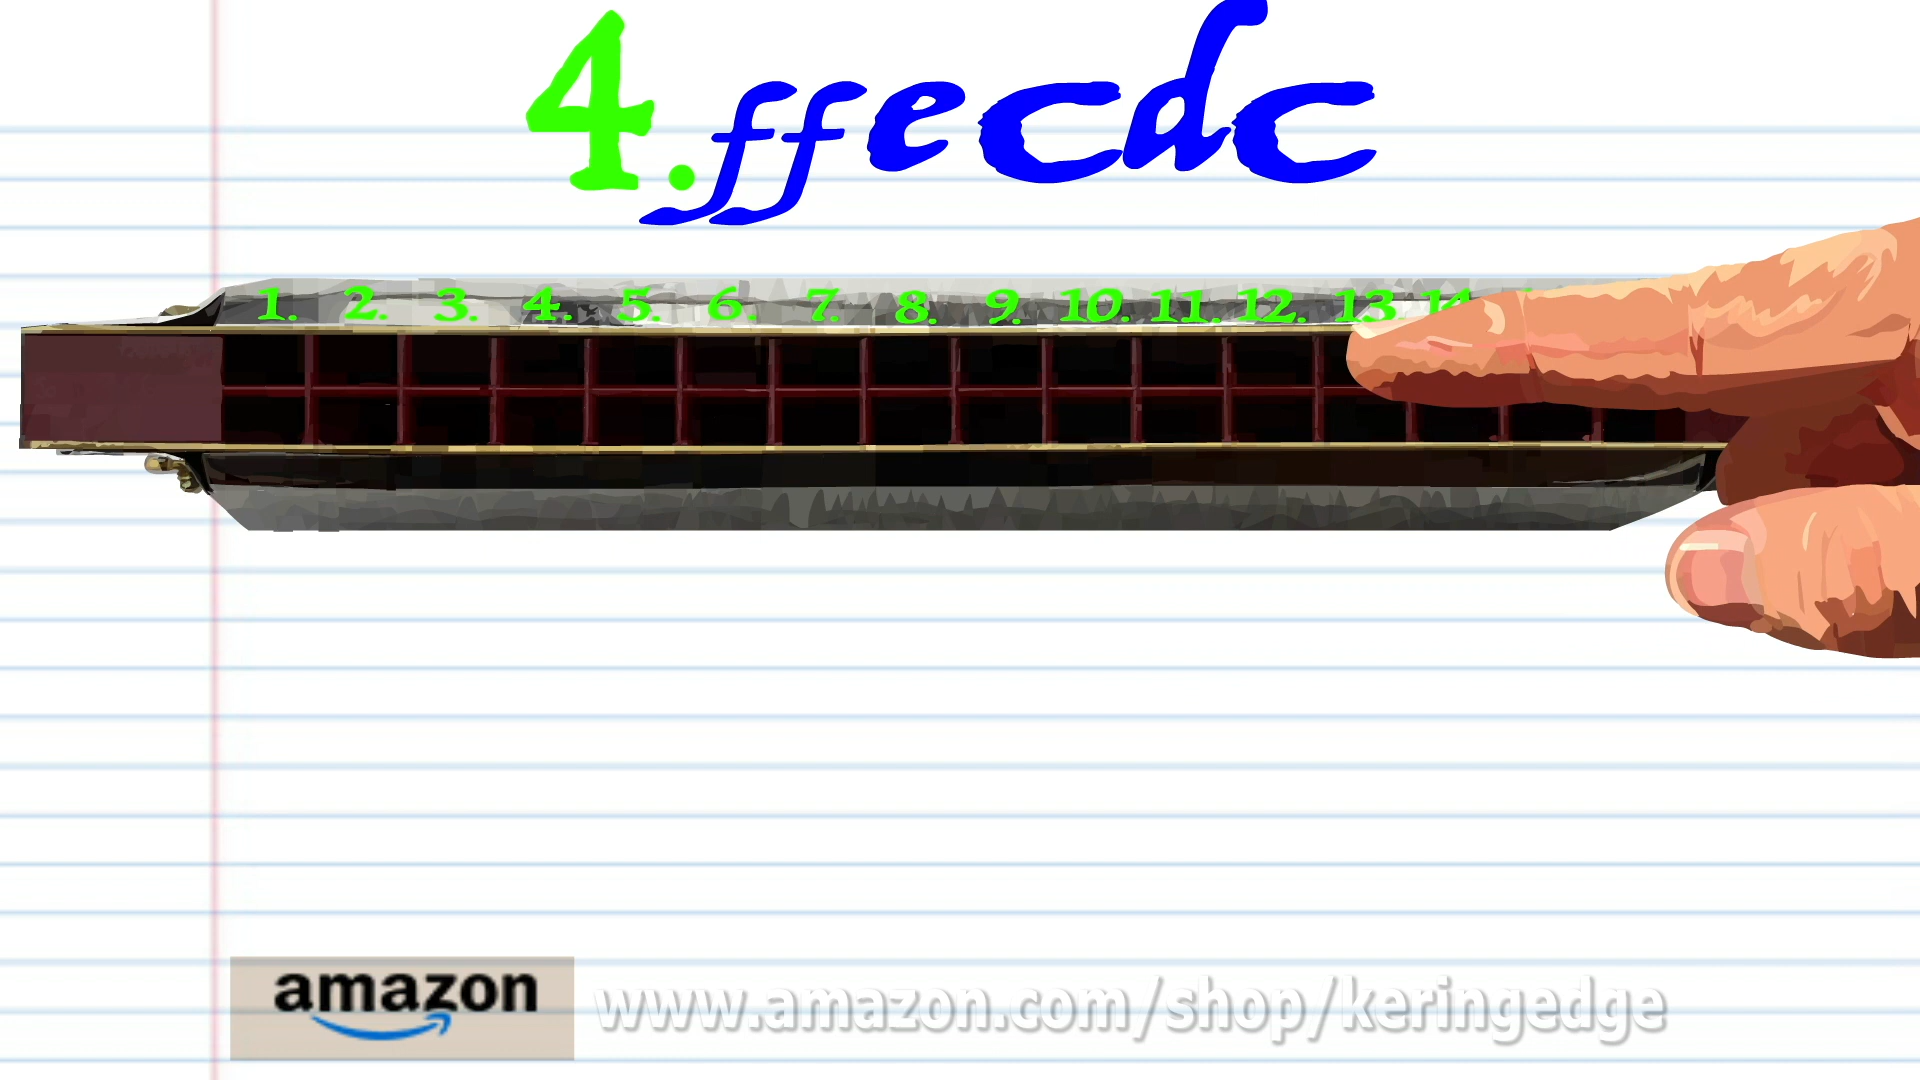 4.ffecdc
1. 2. 3. 4. 5. 6. 7. 8. 9. 10. 11. 12. 13. 14
amazon www.amazon.com/shop/keringedge